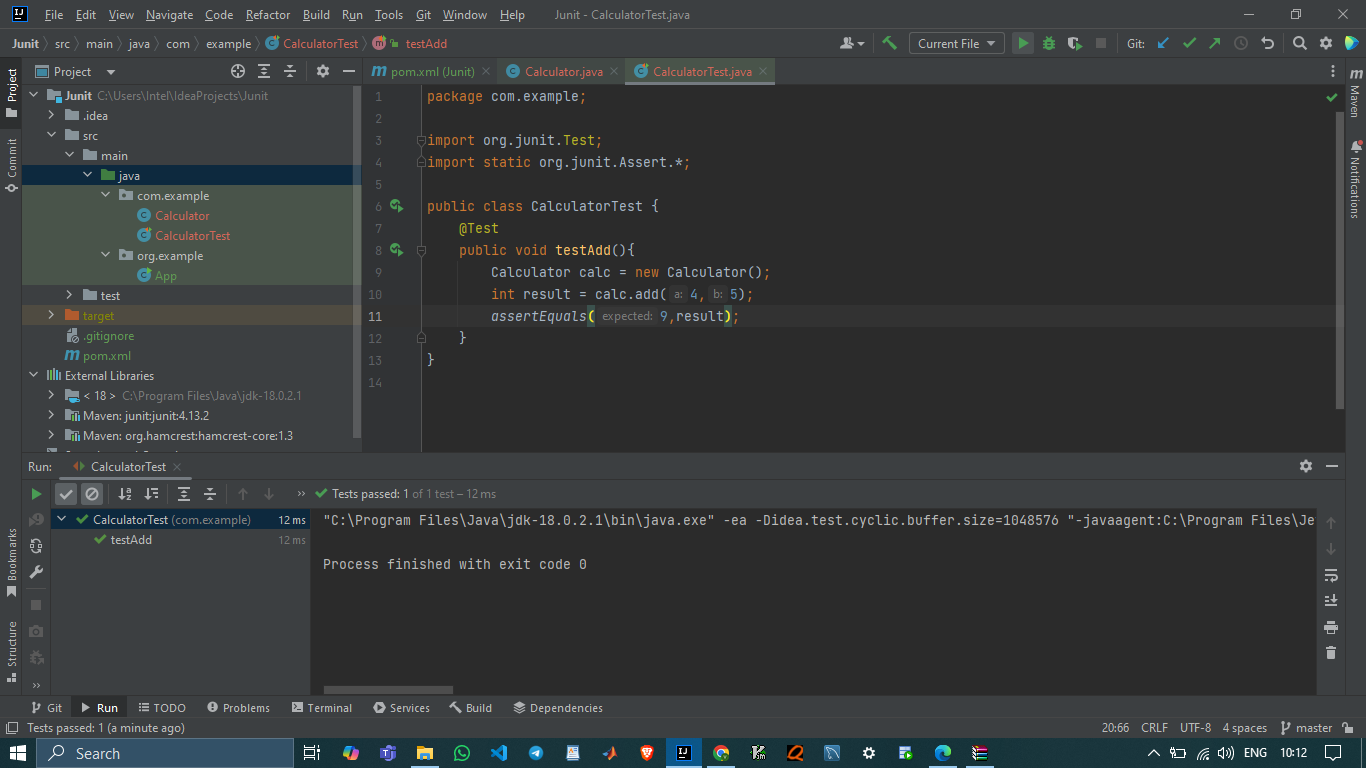 File Edit View Navigate Code Refactor Build Run Tools Git Window Help Junit - CalculatorTest.java
Junit src main java com example CalculatorTest testAdd Current File Git:
Project pom.xml (Junit) Calculator.java CalculatorTest.java
Junit C:\Users\Intel\IdeaProjects\Junit
.idea
src
main
java
com.example
Calculator
CalculatorTest
org.example
App
test
target
.gitignore
pom.xml
External Libraries
< 18 > C:\Program Files\Java\jdk-18.0.2.1
Maven: junit:junit:4.13.2
Maven: org.hamcrest:hamcrest-core:1.3
1 package com.example;
2
3 import org.junit.Test;
4 import static org.junit.Assert.*;
5
6 public class CalculatorTest {
7 @Test
8 public void testAdd(){
9 Calculator calc = new Calculator();
10 int result = calc.add( a: 4, b: 5);
11 assertEquals( expected: 9,result);
12 }
13 }
14
Project
Commit
Bookmarks
Structure
Maven
Notifications
Run: CalculatorTest
Tests passed: 1 of 1 test – 12 ms
CalculatorTest (com.example) 12 ms
testAdd 12 ms
"C:\Program Files\Java\jdk-18.0.2.1\bin\java.exe" -ea -Didea.test.cyclic.buffer.size=1048576 "-javaagent:C:\Program Files\Je
Process finished with exit code 0
Git Run TODO Problems Terminal Services Build Dependencies
Tests passed: 1 (a minute ago) 20:66 CRLF UTF-8 4 spaces master
Search ENG 10:12